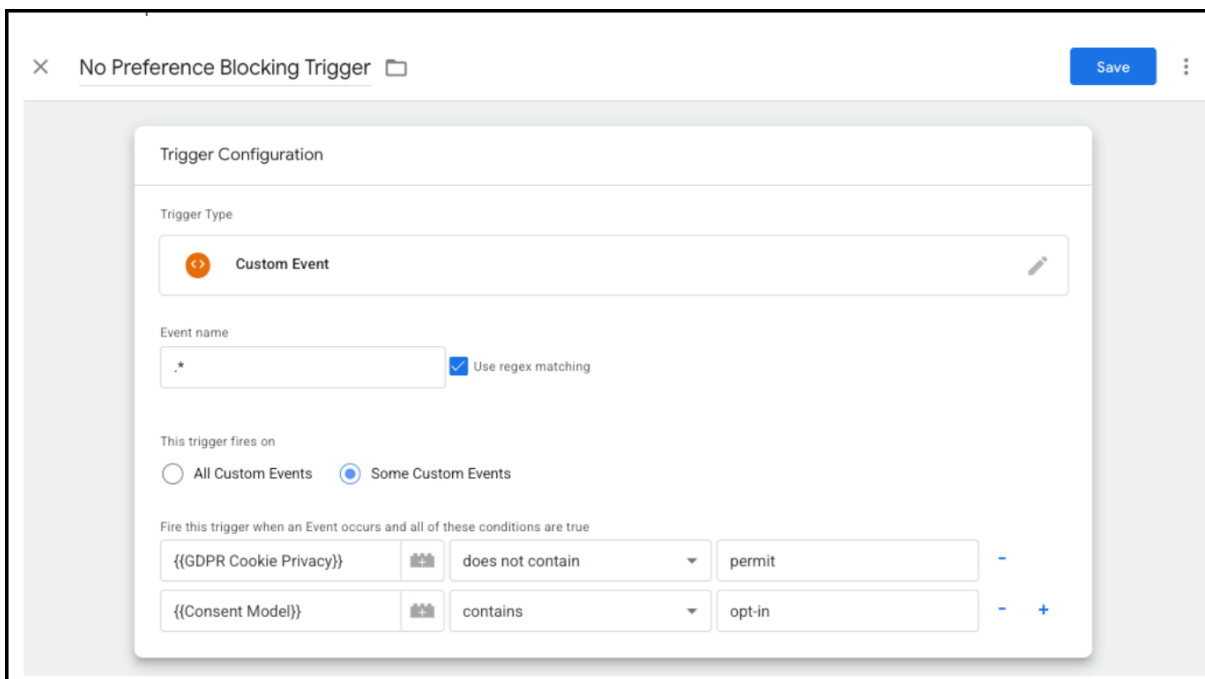 No Preference Blocking Trigger
Save
Trigger Configuration
Trigger Type
Custom Event
Event name
.*
Use regex matching
This trigger fires on
All Custom Events
Some Custom Events
Fire this trigger when an Event occurs and all of these conditions are true
{{GDPR Cookie Privacy}} does not contain permit -
{{Consent Model}} contains opt-in - +